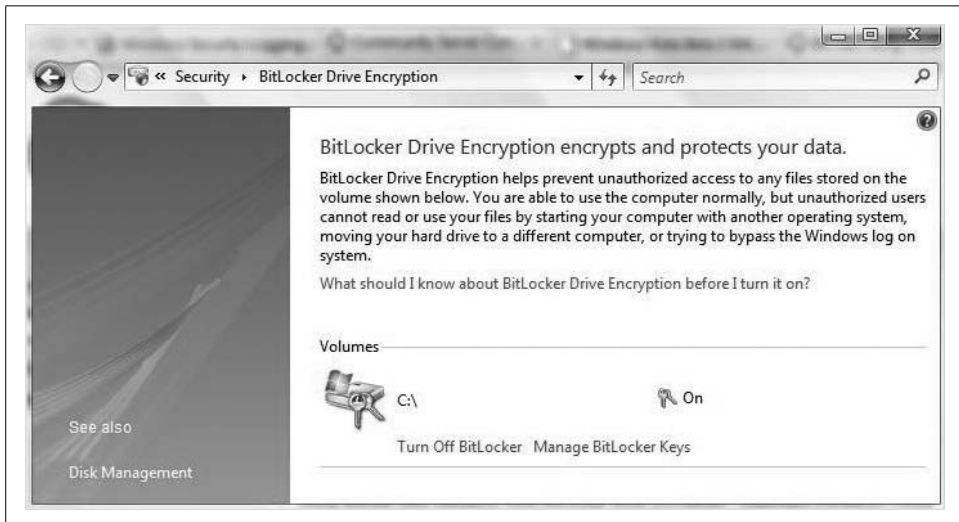 « Security ▸ BitLocker Drive Encryption
Search
BitLocker Drive Encryption encrypts and protects your data.
BitLocker Drive Encryption helps prevent unauthorized access to any files stored on the
volume shown below. You are able to use the computer normally, but unauthorized users
cannot read or use your files by starting your computer with another operating system,
moving your hard drive to a different computer, or trying to bypass the Windows log on
system.
What should I know about BitLocker Drive Encryption before I turn it on?
Volumes
C:\
On
Turn Off BitLocker Manage BitLocker Keys
See also
Disk Management